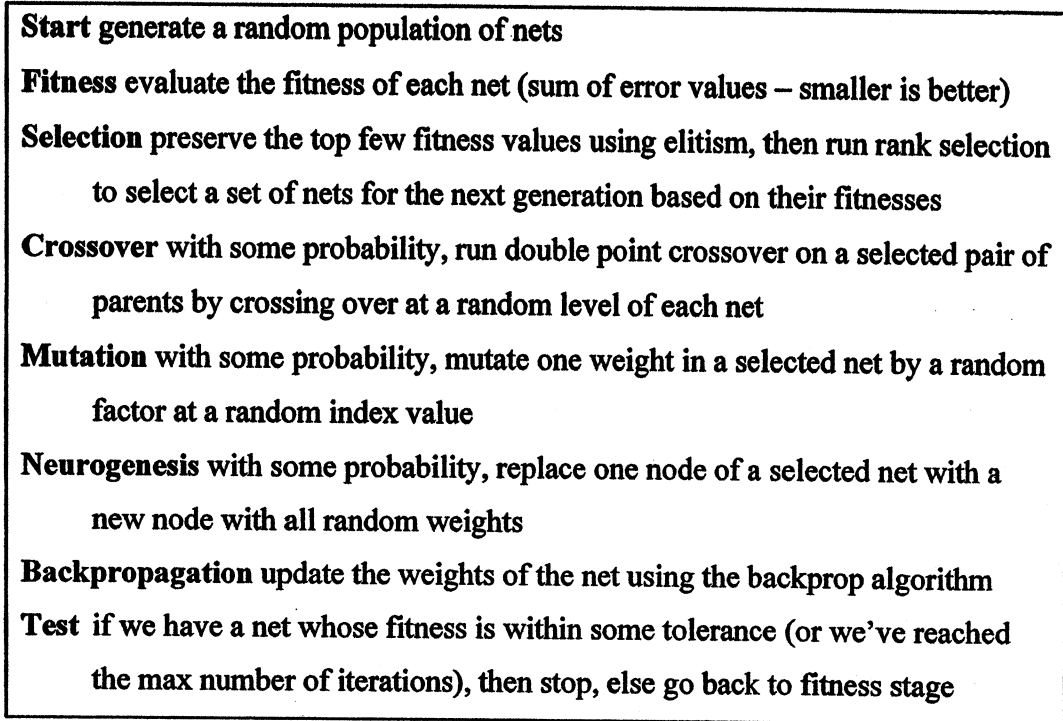 Start generate a random population of nets
Fitness evaluate the fitness of each net (sum of error values – smaller is better)
Selection preserve the top few fitness values using elitism, then run rank selection
to select a set of nets for the next generation based on their fitnesses
Crossover with some probability, run double point crossover on a selected pair of
parents by crossing over at a random level of each net
Mutation with some probability, mutate one weight in a selected net by a random
factor at a random index value
Neurogenesis with some probability, replace one node of a selected net with a
new node with all random weights
Backpropagation update the weights of the net using the backprop algorithm
Test if we have a net whose fitness is within some tolerance (or we've reached
the max number of iterations), then stop, else go back to fitness stage